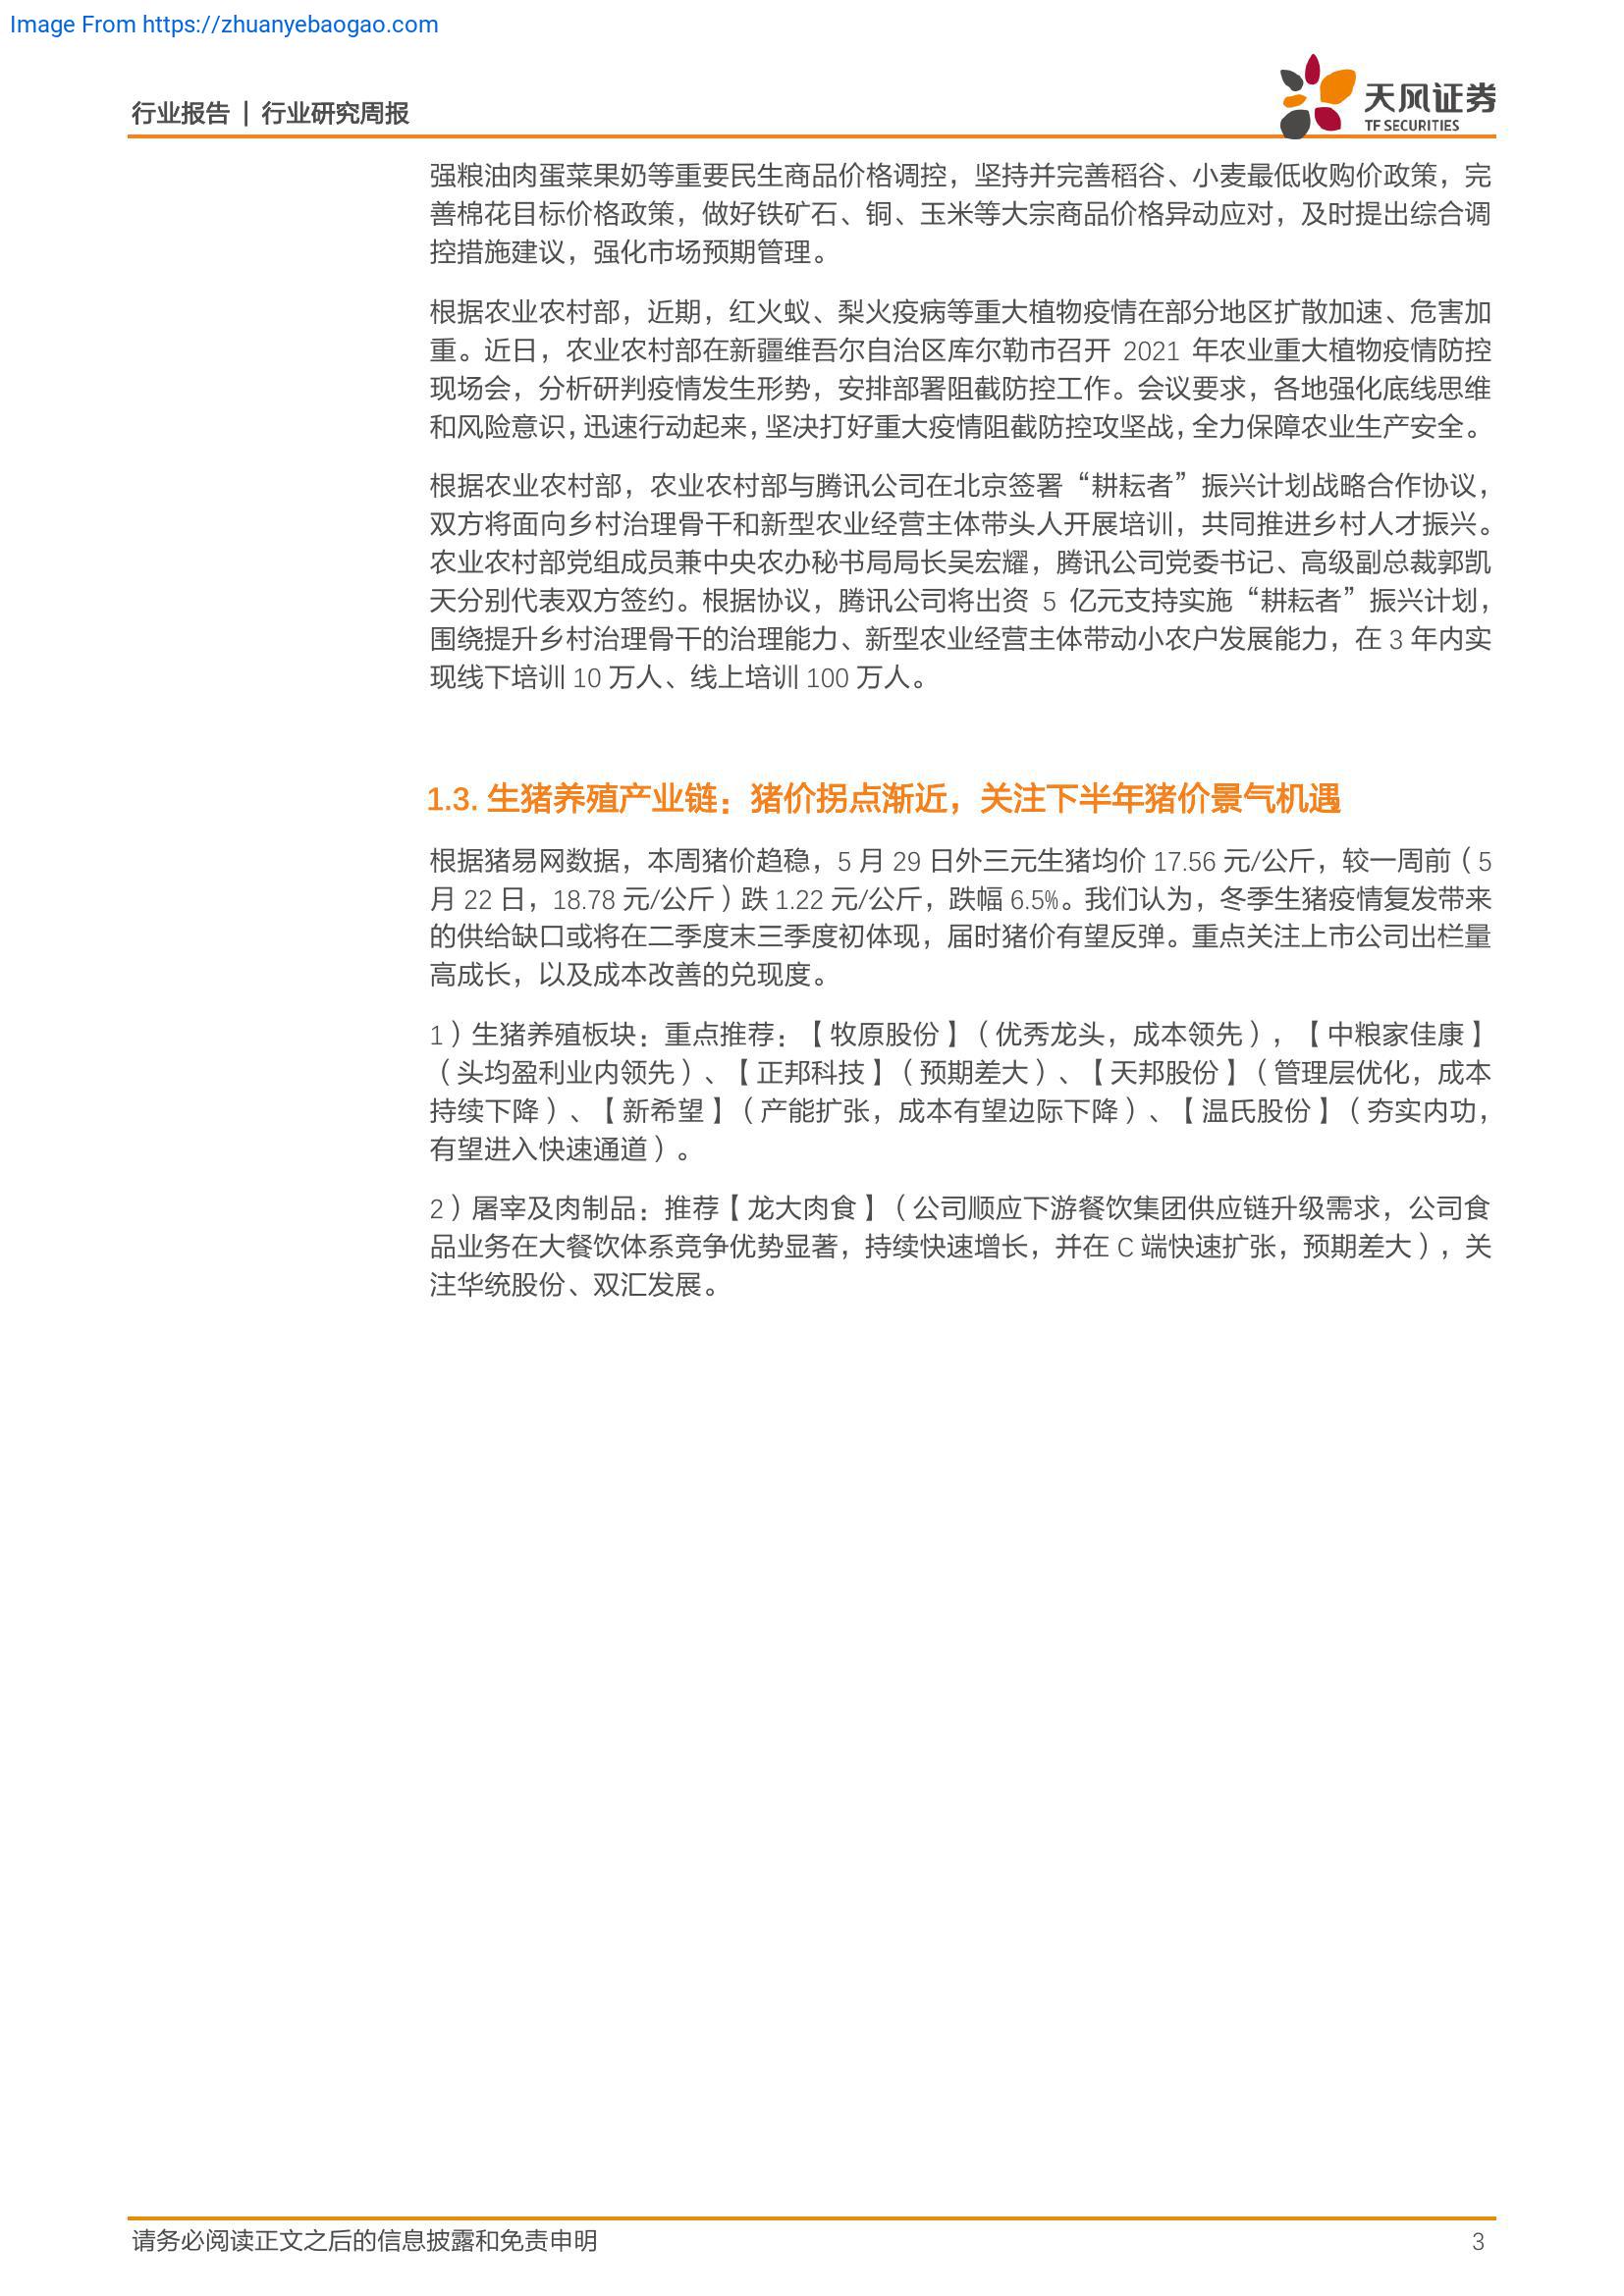 Image From https://zhuanyebaogao.com
行业报告 | 行业研究周报
天风证券
TF SECURITIES
强粮油肉蛋菜果奶等重要民生商品价格调控，坚持并完善稻谷、小麦最低收购价政策，完
善棉花目标价格政策，做好铁矿石、铜、玉米等大宗商品价格异动应对，及时提出综合调
控措施建议，强化市场预期管理。
根据农业农村部，近期，红火蚁、梨火疫病等重大植物疫情在部分地区扩散加速、危害加
重。近日，农业农村部在新疆维吾尔自治区库尔勒市召开 2021 年农业重大植物疫情防控
现场会，分析研判疫情发生形势，安排部署阻截防控工作。会议要求，各地强化底线思维
和风险意识，迅速行动起来，坚决打好重大疫情阻截防控攻坚战，全力保障农业生产安全。
根据农业农村部，农业农村部与腾讯公司在北京签署“耕耘者”振兴计划战略合作协议，
双方将面向乡村治理骨干和新型农业经营主体带头人开展培训，共同推进乡村人才振兴。
农业农村部党组成员兼中央农办秘书局局长吴宏耀，腾讯公司党委书记、高级副总裁郭凯
天分别代表双方签约。根据协议，腾讯公司将出资 5 亿元支持实施“耕耘者”振兴计划，
围绕提升乡村治理骨干的治理能力、新型农业经营主体带动小农户发展能力，在 3 年内实
现线下培训 10 万人、线上培训 100 万人。
1.3. 生猪养殖产业链：猪价拐点渐近，关注下半年猪价景气机遇
根据猪易网数据，本周猪价趋稳，5 月 29 日外三元生猪均价 17.56 元/公斤，较一周前（5
月 22 日，18.78 元/公斤）跌 1.22 元/公斤，跌幅 6.5%。我们认为，冬季生猪疫情复发带来
的供给缺口或将在二季度末三季度初体现，届时猪价有望反弹。重点关注上市公司出栏量
高成长，以及成本改善的兑现度。
1）生猪养殖板块：重点推荐：【牧原股份】（优秀龙头，成本领先），【中粮家佳康】
（头均盈利业内领先）、【正邦科技】（预期差大）、【天邦股份】（管理层优化，成本
持续下降）、【新希望】（产能扩张，成本有望边际下降）、【温氏股份】（夯实内功，
有望进入快速通道）。
2）屠宰及肉制品：推荐【龙大肉食】（公司顺应下游餐饮集团供应链升级需求，公司食
品业务在大餐饮体系竞争优势显著，持续快速增长，并在 C 端快速扩张，预期差大），关
注华统股份、双汇发展。
请务必阅读正文之后的信息披露和免责申明
3